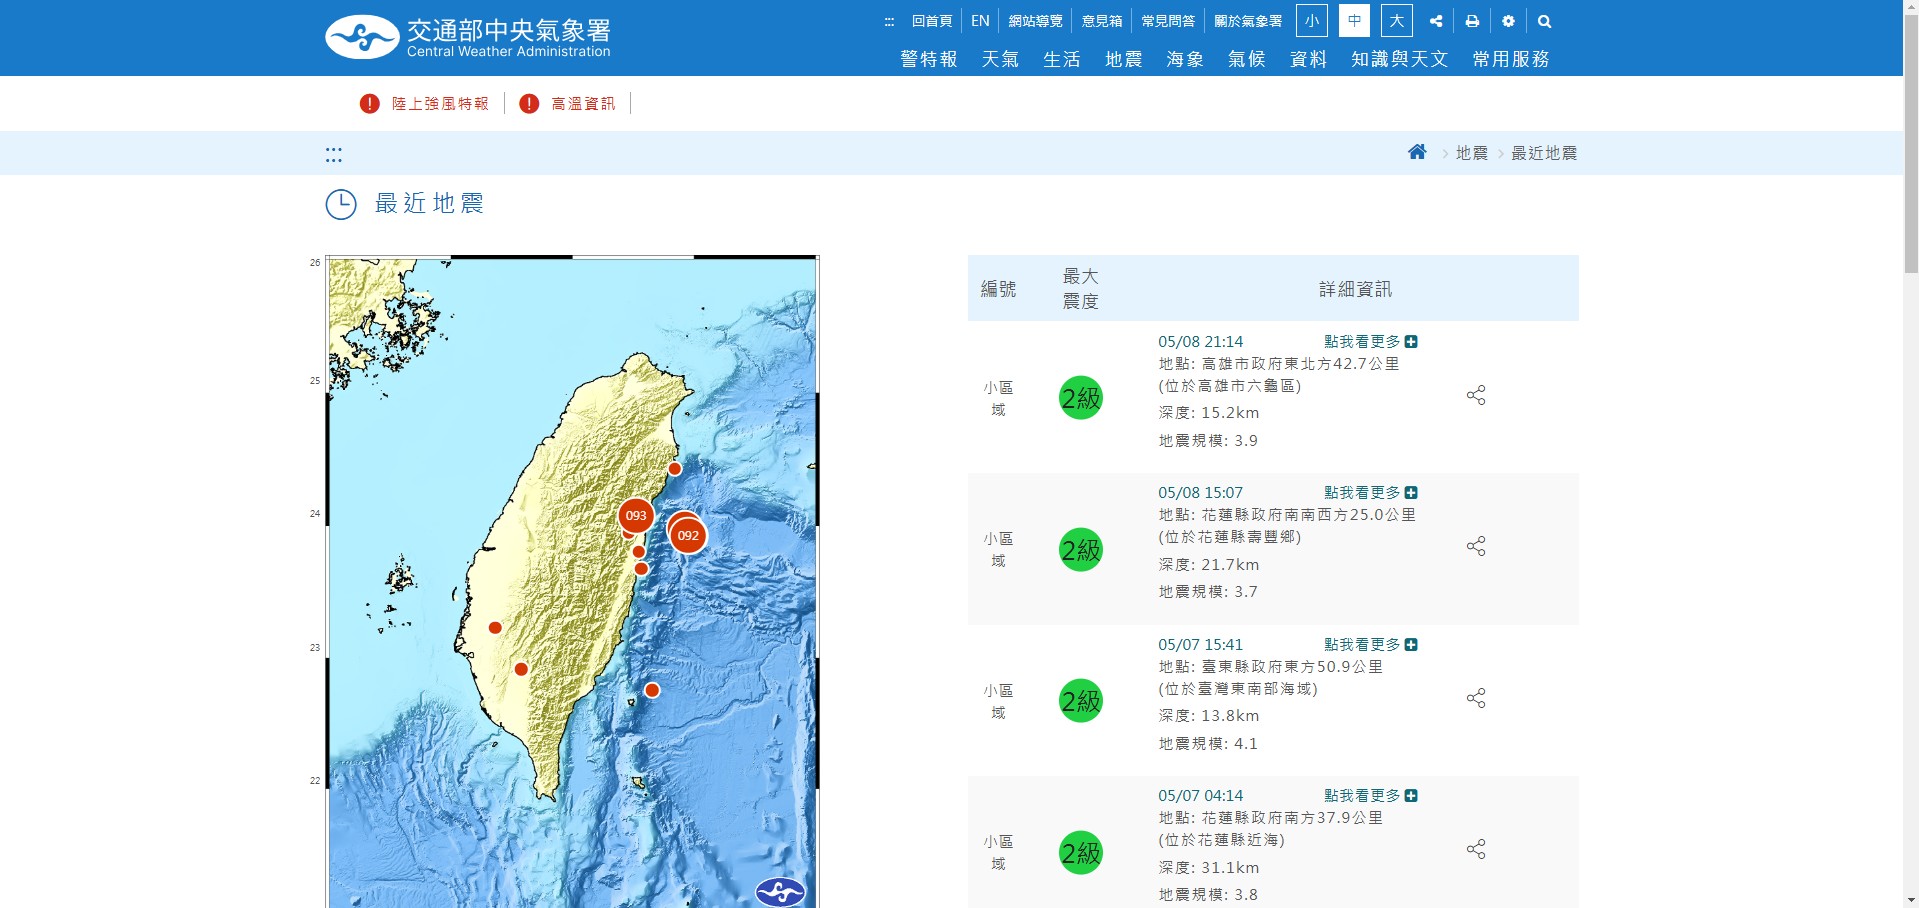 交通部中央氣象署
Central Weather Administration
::: 回首頁 EN 網站導覽 意見箱 常見問答 關於氣象署 小 中 大
警特報 天氣 生活 地震 海象 氣候 資料 知識與天文 常用服務
陸上強風特報 高溫資訊
:::
地震 最近地震
最近地震
26
25
24
23
22
093
092
編號 最大震度 詳細資訊
小區域
2級
05/08 21:14 點我看更多
地點: 高雄市政府東北方42.7公里
(位於高雄市六龜區)
深度: 15.2km
地震規模: 3.9
小區域
2級
05/08 15:07 點我看更多
地點: 花蓮縣政府南南西方25.0公里
(位於花蓮縣壽豐鄉)
深度: 21.7km
地震規模: 3.7
小區域
2級
05/07 15:41 點我看更多
地點: 臺東縣政府東方50.9公里
(位於臺灣東南部海域)
深度: 13.8km
地震規模: 4.1
小區域
2級
05/07 04:14 點我看更多
地點: 花蓮縣政府南方37.9公里
(位於花蓮縣近海)
深度: 31.1km
地震規模: 3.8